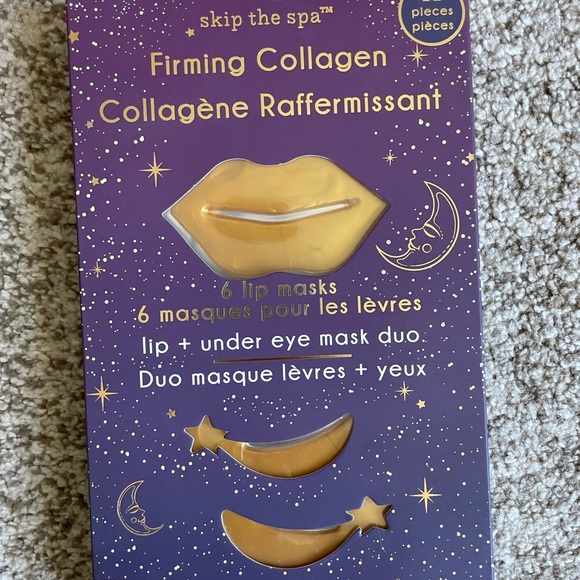 skip the spa™
pieces
pièces
Firming Collagen
Collagène Raffermissant
6 lip masks
6 masques pour les lèvres
lip + under eye mask duo
Duo masque lèvres + yeux